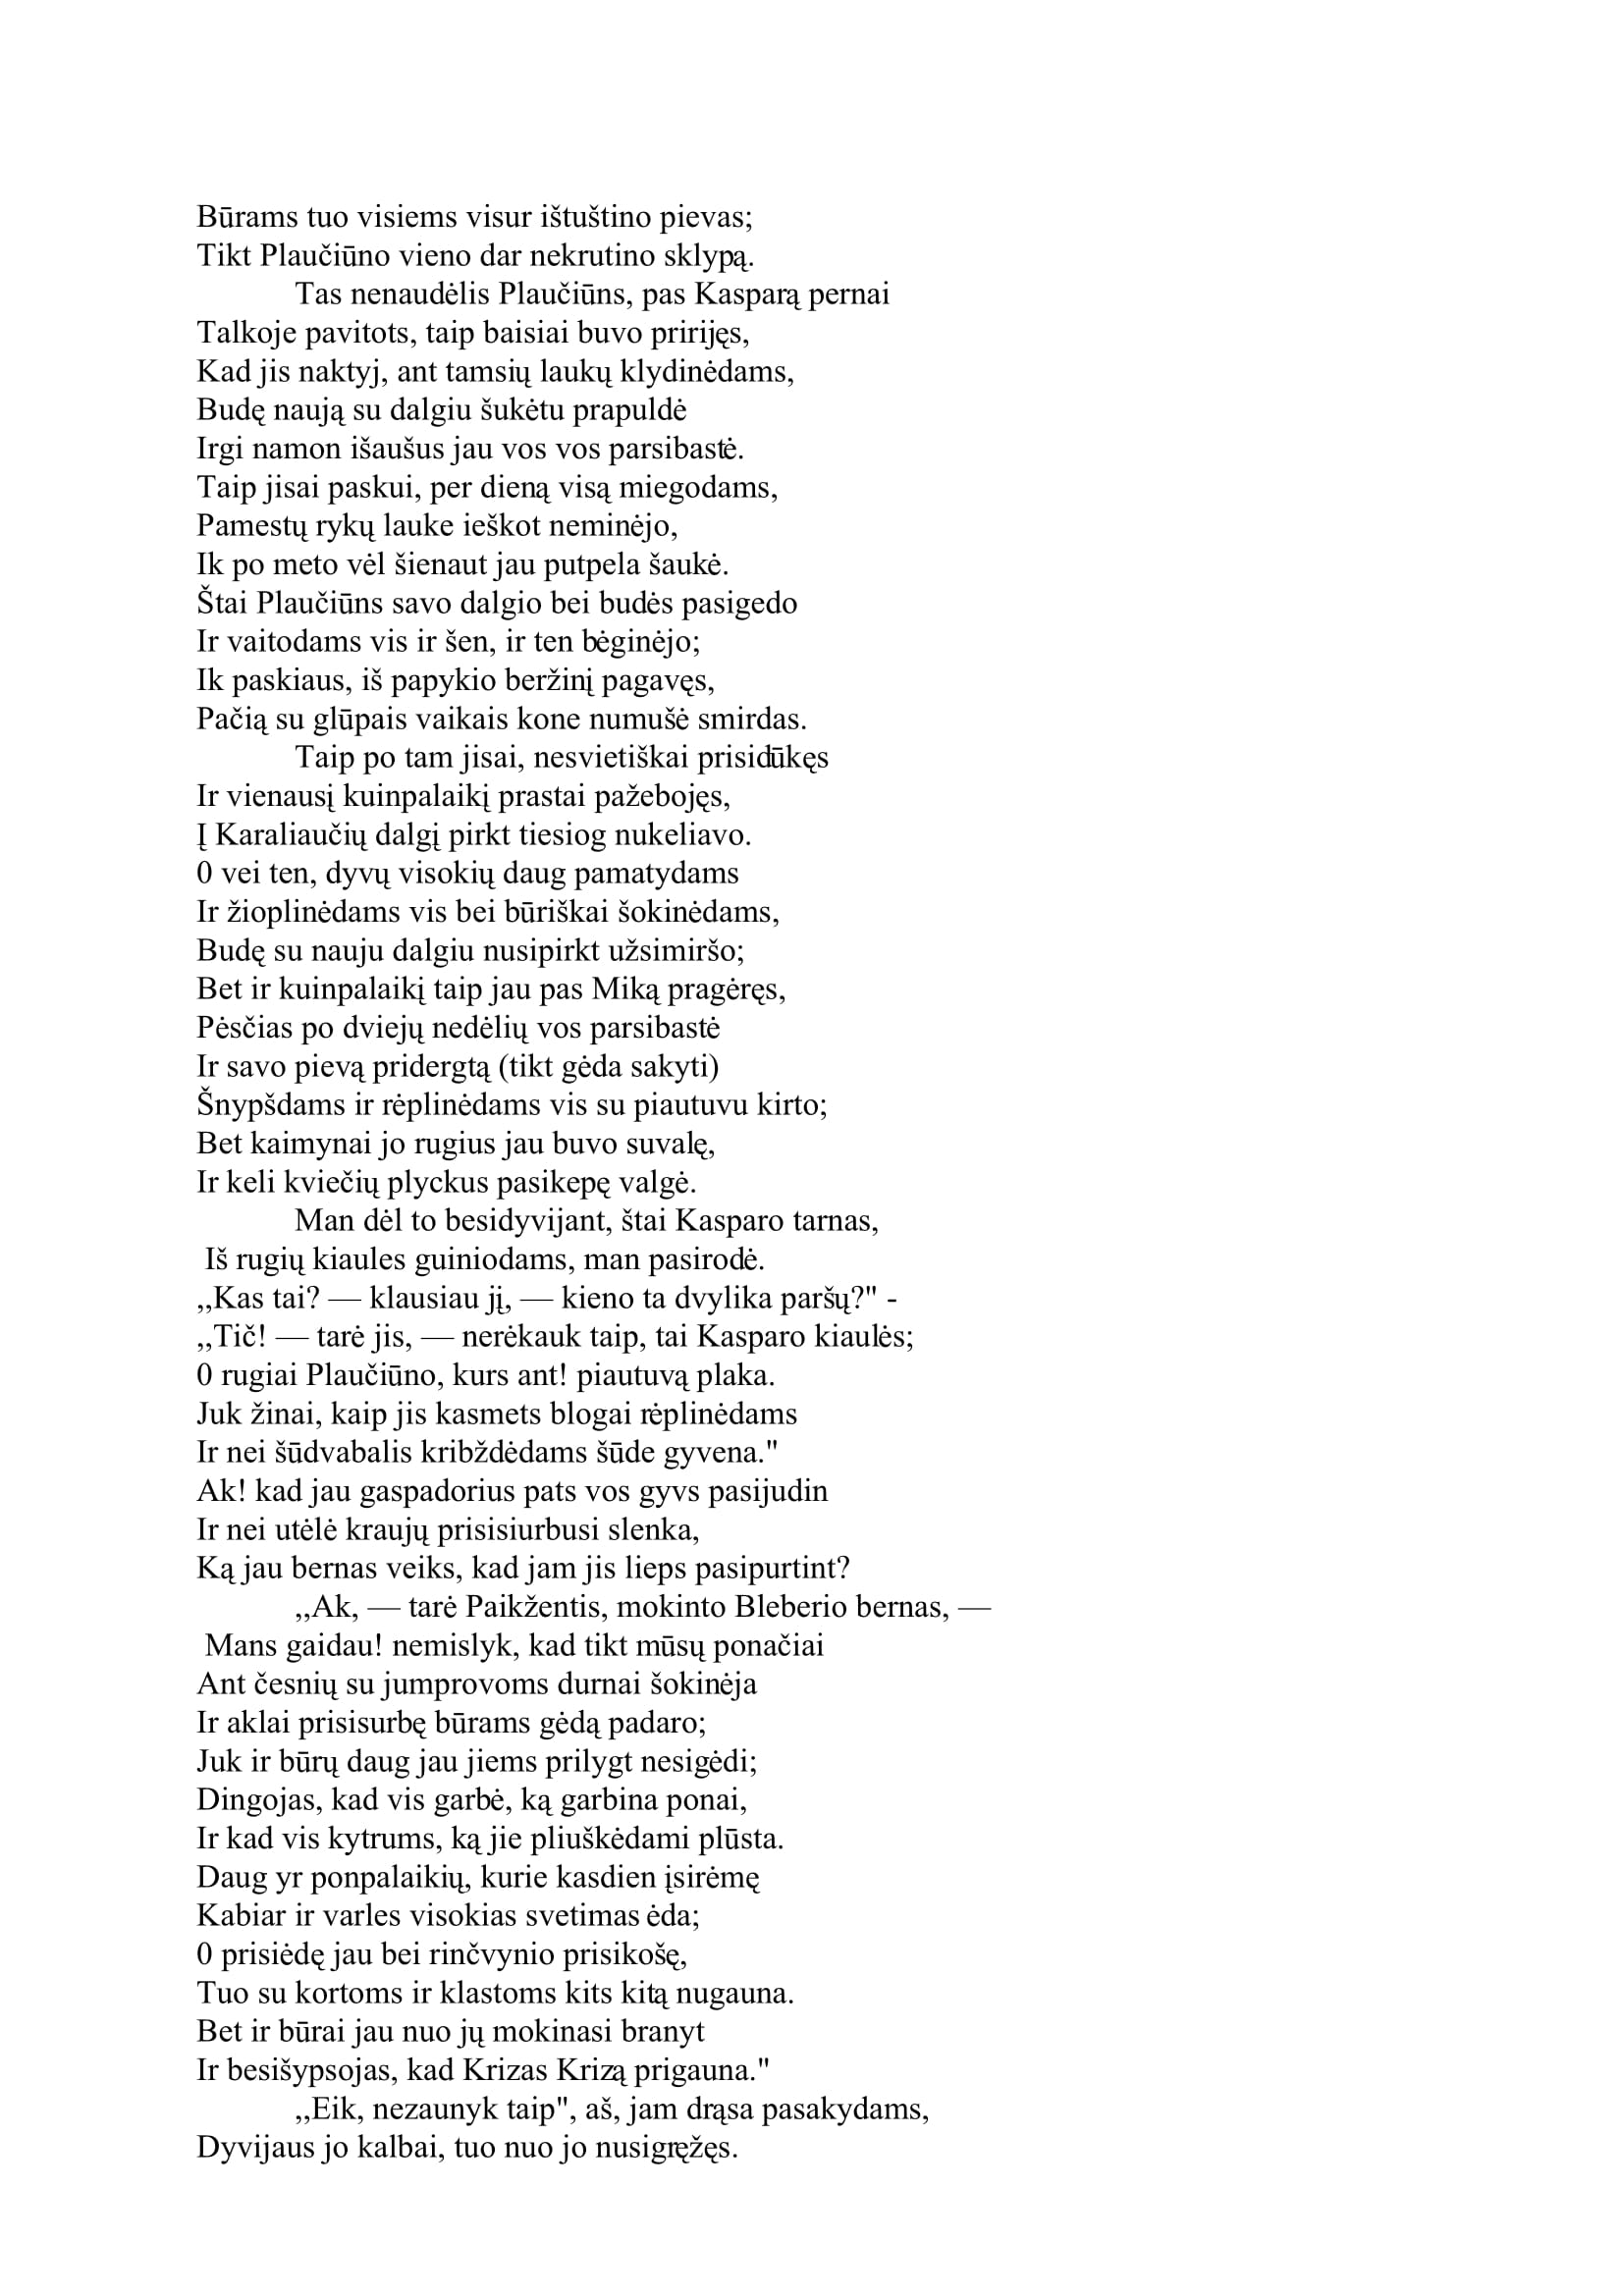 Būrams tuo visiems visur ištuštino pievas;
Tikt Plaučiūno vieno dar nekrutino sklypą.
Tas nenaudėlis Plaučiūns, pas Kasparą pernai
Talkoje pavitots, taip baisiai buvo pririjęs,
Kad jis naktyj, ant tamsių laukų klydinėdams,
Budę naują su dalgiu šukėtu prapuldė
Irgi namon išaušus jau vos vos parsibastė.
Taip jisai paskui, per dieną visą miegodams,
Pamestų rykų lauke ieškot neminėjo,
Ik po meto vėl šienaut jau putpela šaukė.
Štai Plaučiūns savo dalgio bei budės pasigedo
Ir vaitodams vis ir šen, ir ten bėginėjo;
Ik paskiaus, iš papykio beržinį pagavęs,
Pačią su glūpais vaikais kone numušė smirdas.
Taip po tam jisai, nesvietiškai prisidūkęs
Ir vienausį kuinpalaikį prastai pažebojęs,
Į Karaliaučių dalgį pirkt tiesiog nukeliavo.
0 vei ten, dyvų visokių daug pamatydams
Ir žioplinėdams vis bei būriškai šokinėdams,
Budę su nauju dalgiu nusipirkt užsimiršo;
Bet ir kuinpalaikį taip jau pas Miką pragėręs,
Pėsčias po dviejų nedėlių vos parsibastė
Ir savo pievą pridergtą (tikt gėda sakyti)
Šnypšdams ir rėplinėdams vis su piautuvu kirto;
Bet kaimynai jo rugius jau buvo suvalę,
Ir keli kviečių plyckus pasikepę valgė.
Man dėl to besidyvijant, štai Kasparo tarnas,
Iš rugių kiaules guiniodams, man pasirodė.
,,Kas tai? — klausiau jį, — kieno ta dvylika paršų?" -
,,Tič! — tarė jis, — nerėkauk taip, tai Kasparo kiaulės;
0 rugiai Plaučiūno, kurs ant! piautuvą plaka.
Juk žinai, kaip jis kasmets blogai rėplinėdams
Ir nei šūdvabalis kribždėdams šūde gyvena."
Ak! kad jau gaspadorius pats vos gyvs pasijudin
Ir nei utėlė kraujų prisisiurbusi slenka,
Ką jau bernas veiks, kad jam jis lieps pasipurtint?
,,Ak, — tarė Paikžentis, mokinto Bleberio bernas, —
Mans gaidau! nemislyk, kad tikt mūsų ponačiai
Ant česnių su jumprovoms durnai šokinėja
Ir aklai prisisurbę būrams gėdą padaro;
Juk ir būrų daug jau jiems prilygt nesigėdi;
Dingojas, kad vis garbė, ką garbina ponai,
Ir kad vis kytrums, ką jie pliuškėdami plūsta.
Daug yr ponpalaikių, kurie kasdien įsirėmę
Kabiar ir varles visokias svetimas ėda;
0 prisiėdę jau bei rinčvynio prisikošę,
Tuo su kortoms ir klastoms kits kitą nugauna.
Bet ir būrai jau nuo jų mokinasi branyt
Ir besišypsojas, kad Krizas Krizą prigauna."
,,Eik, nezaunyk taip", aš, jam drąsa pasakydams,
Dyvijaus jo kalbai, tuo nuo jo nusigręžęs.